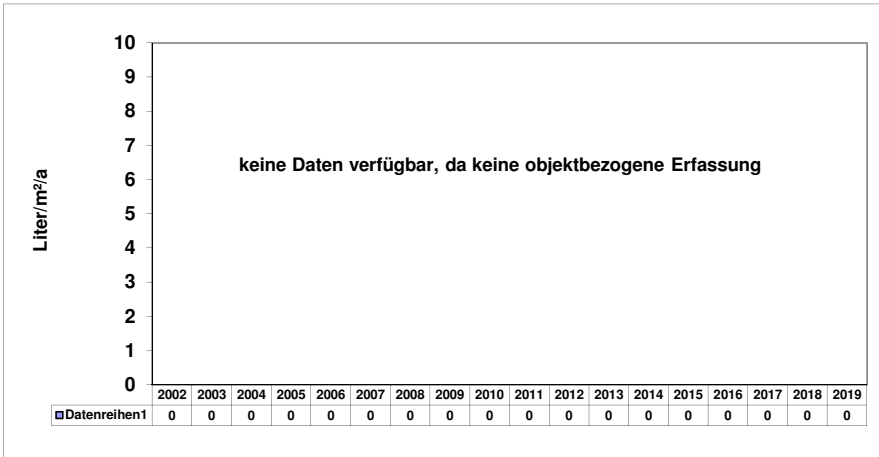 10
9
8
7
keine Daten verfügbar, da keine objektbezogene Erfassung
6
5
4
3
2
1
0
Liter/m²/a
2002 2003 2004 2005 2006 2007 2008 2009 2010 2011 2012 2013 2014 2015 2016 2017 2018 2019
Datenreihen1 0 0 0 0 0 0 0 0 0 0 0 0 0 0 0 0 0 0